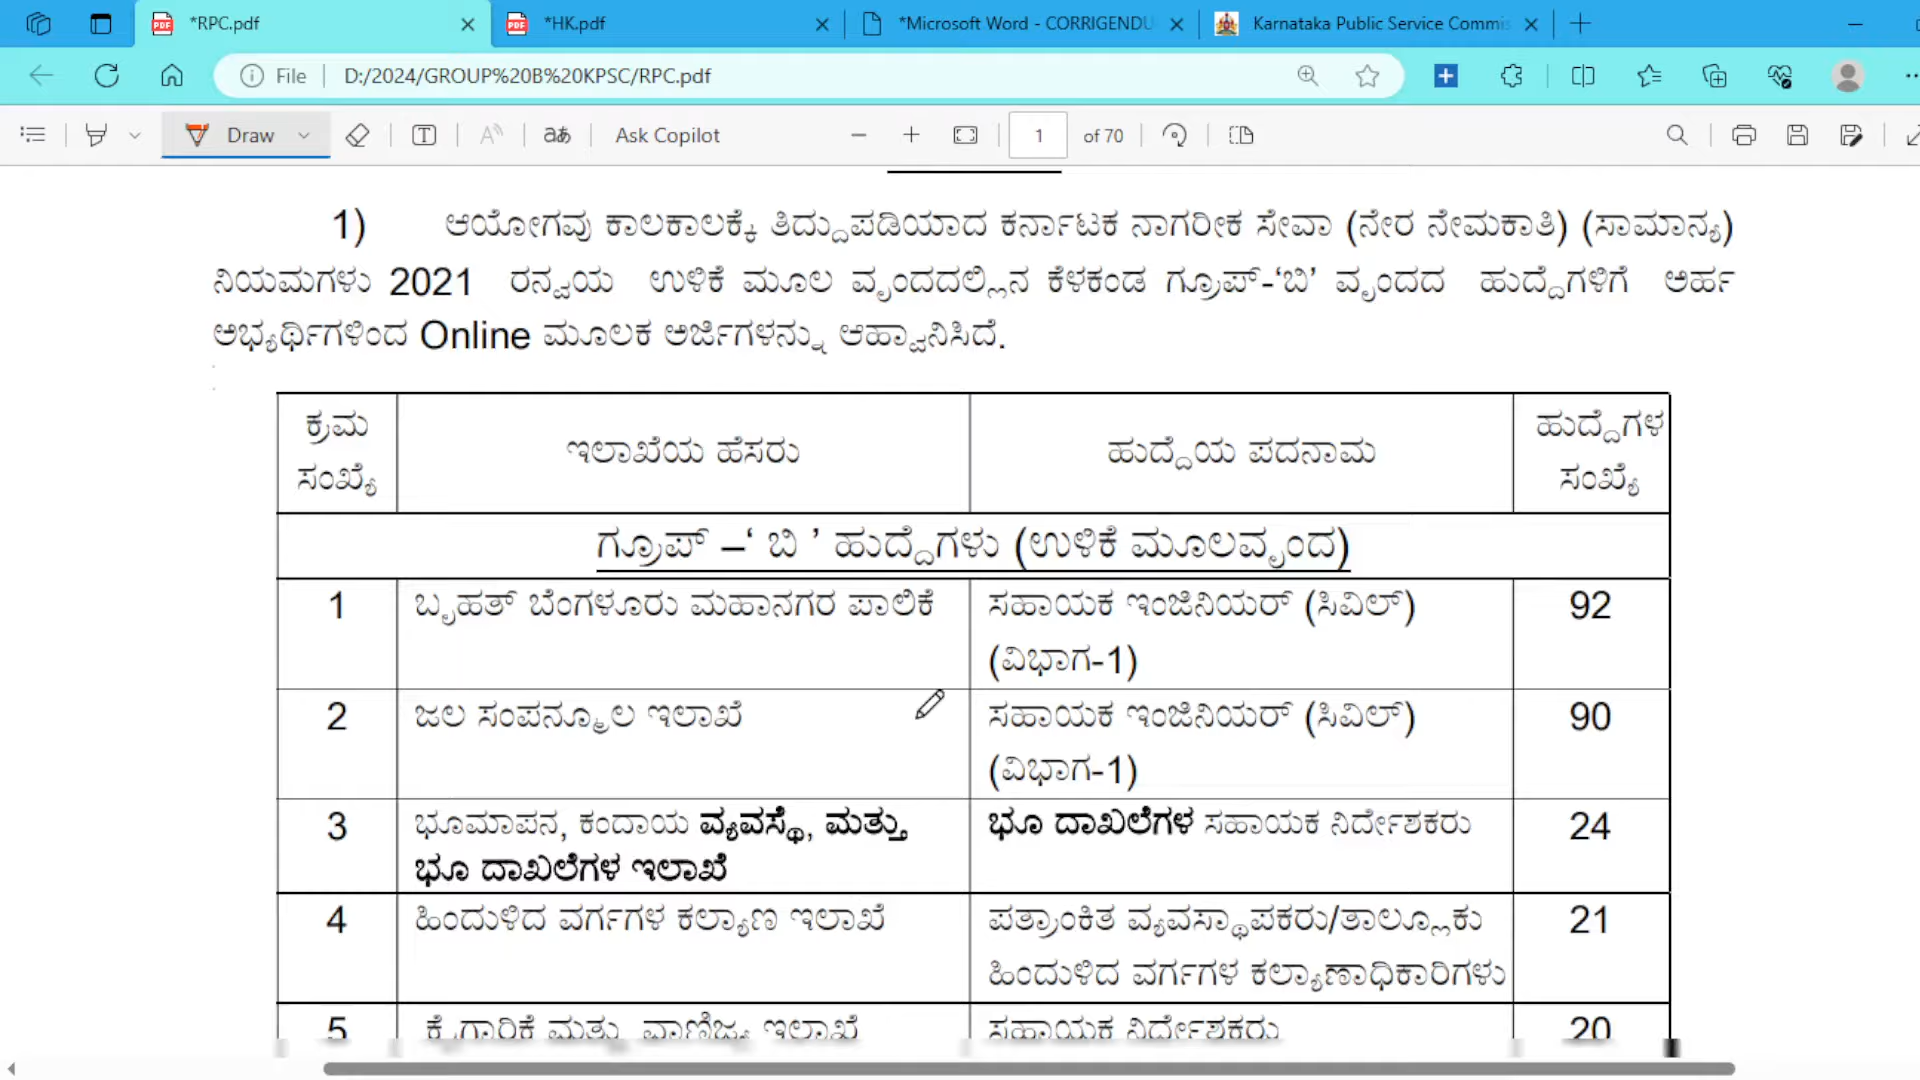 *RPC.pdf
*HK.pdf
*Microsoft Word - CORRIGENDU
Karnataka Public Service Commis
File
D:/2024/GROUP%20B%20KPSC/RPC.pdf
Draw
Ask Copilot
1 of 70
1) ಆಯೋಗವು ಕಾಲಕಾಲಕ್ಕೆ ತಿದ್ದುಪಡಿಯಾದ ಕರ್ನಾಟಕ ನಾಗರೀಕ ಸೇವಾ (ನೇರ ನೇಮಕಾತಿ) (ಸಾಮಾನ್ಯ)
ನಿಯಮಗಳು 2021 ರನ್ವಯ ಉಳಿಕೆ ಮೂಲ ವೃಂದದಲ್ಲಿನ ಕೆಳಕಂಡ ಗ್ರೂಪ್-‘ಬಿ’ ವೃಂದದ ಹುದ್ದೆಗಳಿಗೆ ಅರ್ಹ
ಅಭ್ಯರ್ಥಿಗಳಿಂದ Online ಮೂಲಕ ಅರ್ಜಿಗಳನ್ನು ಆಹ್ವಾನಿಸಿದೆ.
ಕ್ರಮ ಸಂಖ್ಯೆ
ಇಲಾಖೆಯ ಹೆಸರು
ಹುದ್ದೆಯ ಪದನಾಮ
ಹುದ್ದೆಗಳ ಸಂಖ್ಯೆ
ಗ್ರೂಪ್ –‘ ಬಿ ’ ಹುದ್ದೆಗಳು (ಉಳಿಕೆ ಮೂಲವೃಂದ)
1 ಬೃಹತ್ ಬೆಂಗಳೂರು ಮಹಾನಗರ ಪಾಲಿಕೆ ಸಹಾಯಕ ಇಂಜಿನಿಯರ್ (ಸಿವಿಲ್) 92
(ವಿಭಾಗ-1)
2 ಜಲ ಸಂಪನ್ಮೂಲ ಇಲಾಖೆ ಸಹಾಯಕ ಇಂಜಿನಿಯರ್ (ಸಿವಿಲ್) 90
(ವಿಭಾಗ-1)
3 ಭೂಮಾಪನ, ಕಂದಾಯ ವ್ಯವಸ್ಥೆ, ಮತ್ತು ಭೂ ದಾಖಲೆಗಳ ಸಹಾಯಕ ನಿರ್ದೇಶಕರು 24
ಭೂ ದಾಖಲೆಗಳ ಇಲಾಖೆ
4 ಹಿಂದುಳಿದ ವರ್ಗಗಳ ಕಲ್ಯಾಣ ಇಲಾಖೆ ಪತ್ರಾಂಕಿತ ವ್ಯವಸ್ಥಾಪಕರು/ತಾಲ್ಲೂಕು 21
ಹಿಂದುಳಿದ ವರ್ಗಗಳ ಕಲ್ಯಾಣಾಧಿಕಾರಿಗಳು
5 ಕೈಗಾರಿಕೆ ಮತ್ತು ವಾಣಿಜ್ಯ ಇಲಾಖೆ ಸಹಾಯಕ ನಿರ್ದೇಶಕರು 20